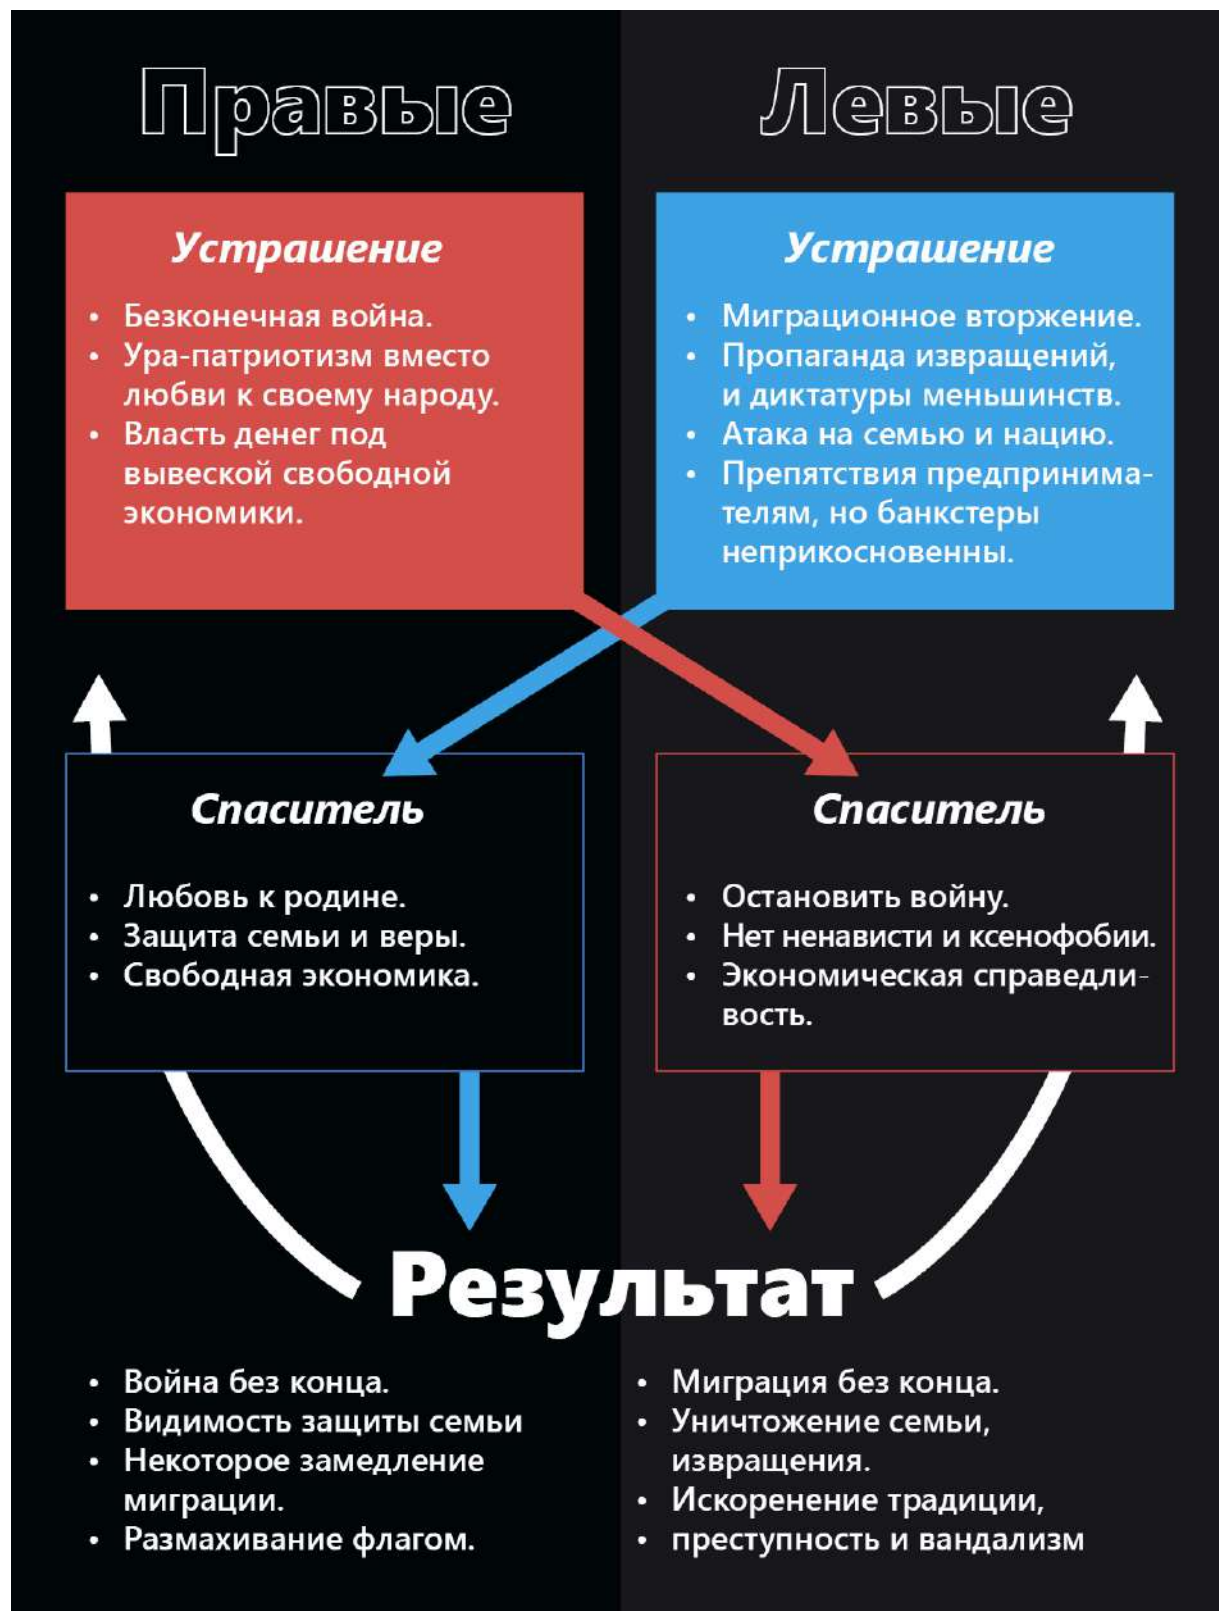 Правые
Левые
Устрашение
• Безконечная война.
• Ура-патриотизм вместо
любви к своему народу.
• Власть денег под
вывеской свободной
экономики.
Устрашение
• Миграционное вторжение.
• Пропаганда извращений,
и диктатуры меньшинств.
• Атака на семью и нацию.
• Препятствия предпринима-
телям, но банкстеры
неприкосновенны.
Спаситель
• Любовь к родине.
• Защита семьи и веры.
• Свободная экономика.
Спаситель
• Остановить войну.
• Нет ненависти и ксенофобии.
• Экономическая справедли-
вость.
Результат
• Война без конца.
• Видимость защиты семьи
• Некоторое замедление
миграции.
• Размахивание флагом.
• Миграция без конца.
• Уничтожение семьи,
извращения.
• Искоренение традиции,
• преступность и вандализм